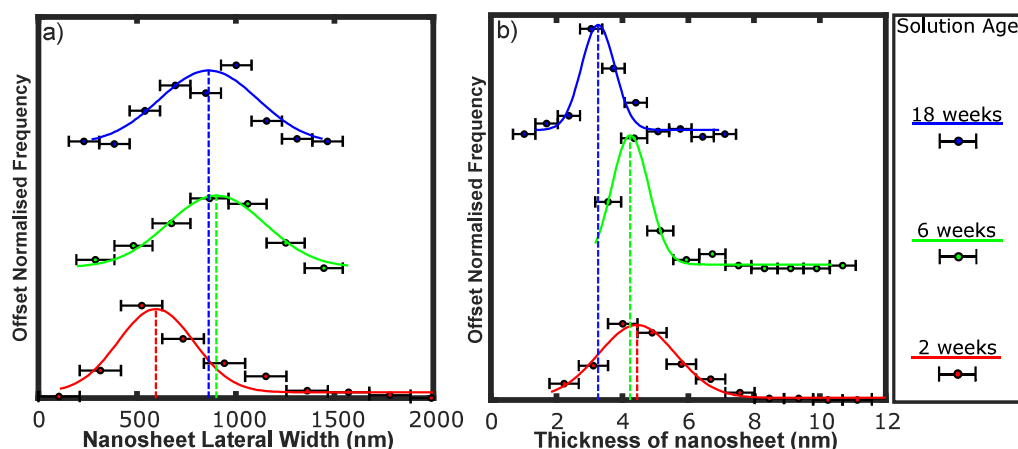 a)
Offset Normalised Frequency
0 500 1000 1500 2000
Nanosheet Lateral Width (nm)
b)
Offset Normalised Frequency
0 2 4 6 8 10 12
Thickness of nanosheet (nm)
Solution Age
18 weeks
6 weeks
2 weeks